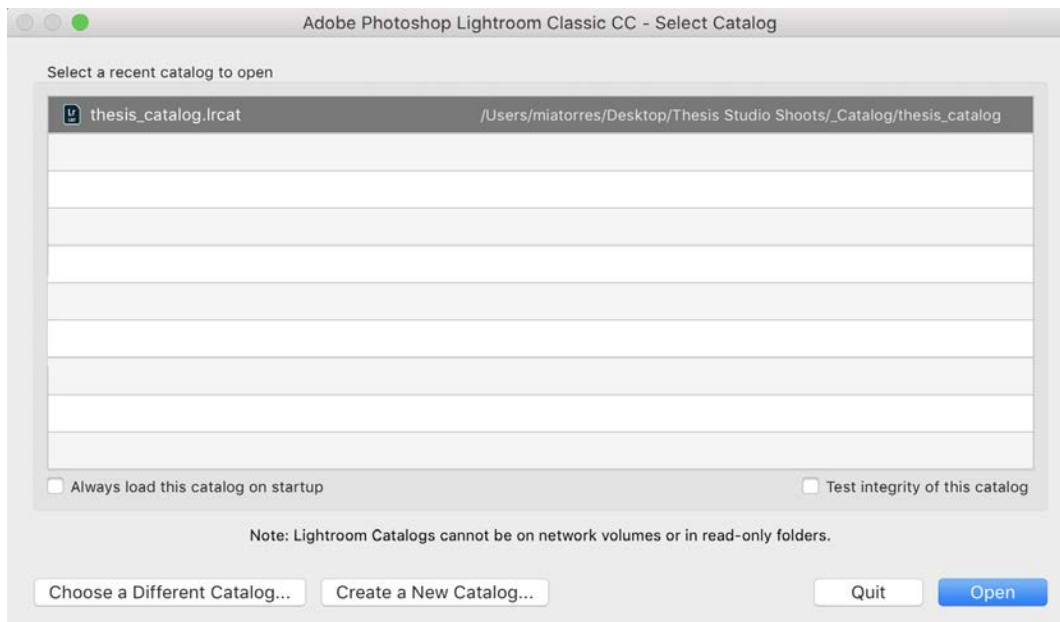 Adobe Photoshop Lightroom Classic CC - Select Catalog
Select a recent catalog to open
Lr
thesis_catalog.lrcat /Users/miatorres/Desktop/Thesis Studio Shoots/_Catalog/thesis_catalog
Always load this catalog on startup Test integrity of this catalog
Note: Lightroom Catalogs cannot be on network volumes or in read-only folders.
Choose a Different Catalog... Create a New Catalog... Quit Open